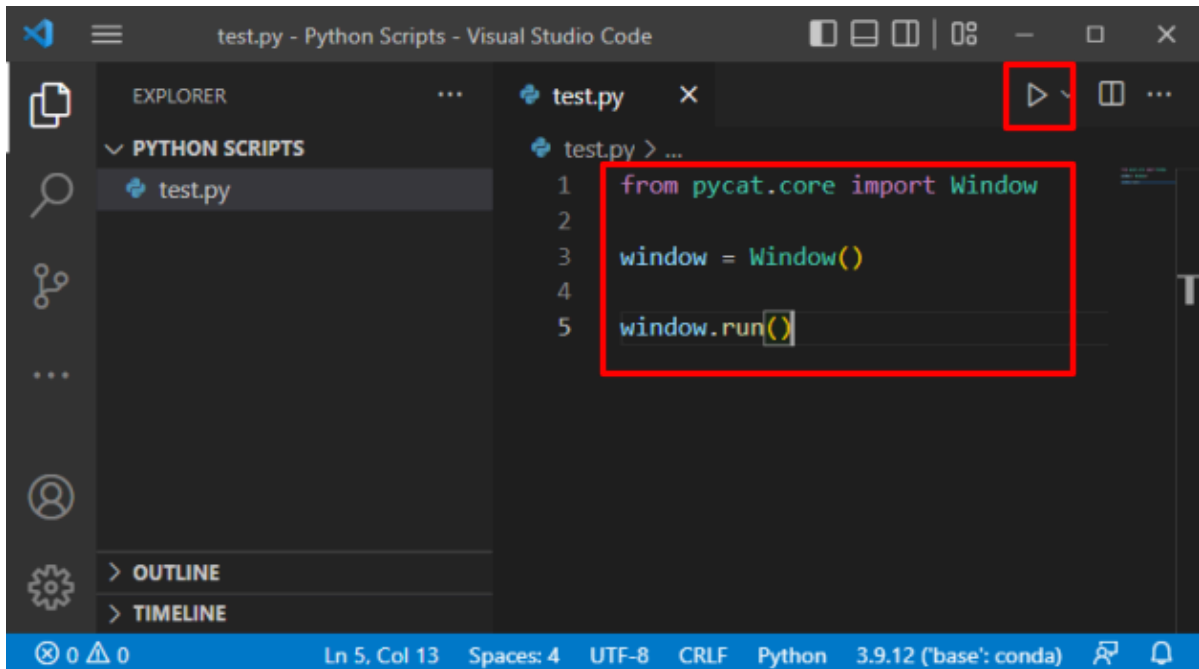 test.py - Python Scripts - Visual Studio Code
EXPLORER
PYTHON SCRIPTS
test.py
OUTLINE
TIMELINE
test.py
test.py > ...
1 from pycat.core import Window
2
3 window = Window()
4
5 window.run()
0 0 Ln 5, Col 13 Spaces: 4 UTF-8 CRLF Python 3.9.12 ('base': conda)